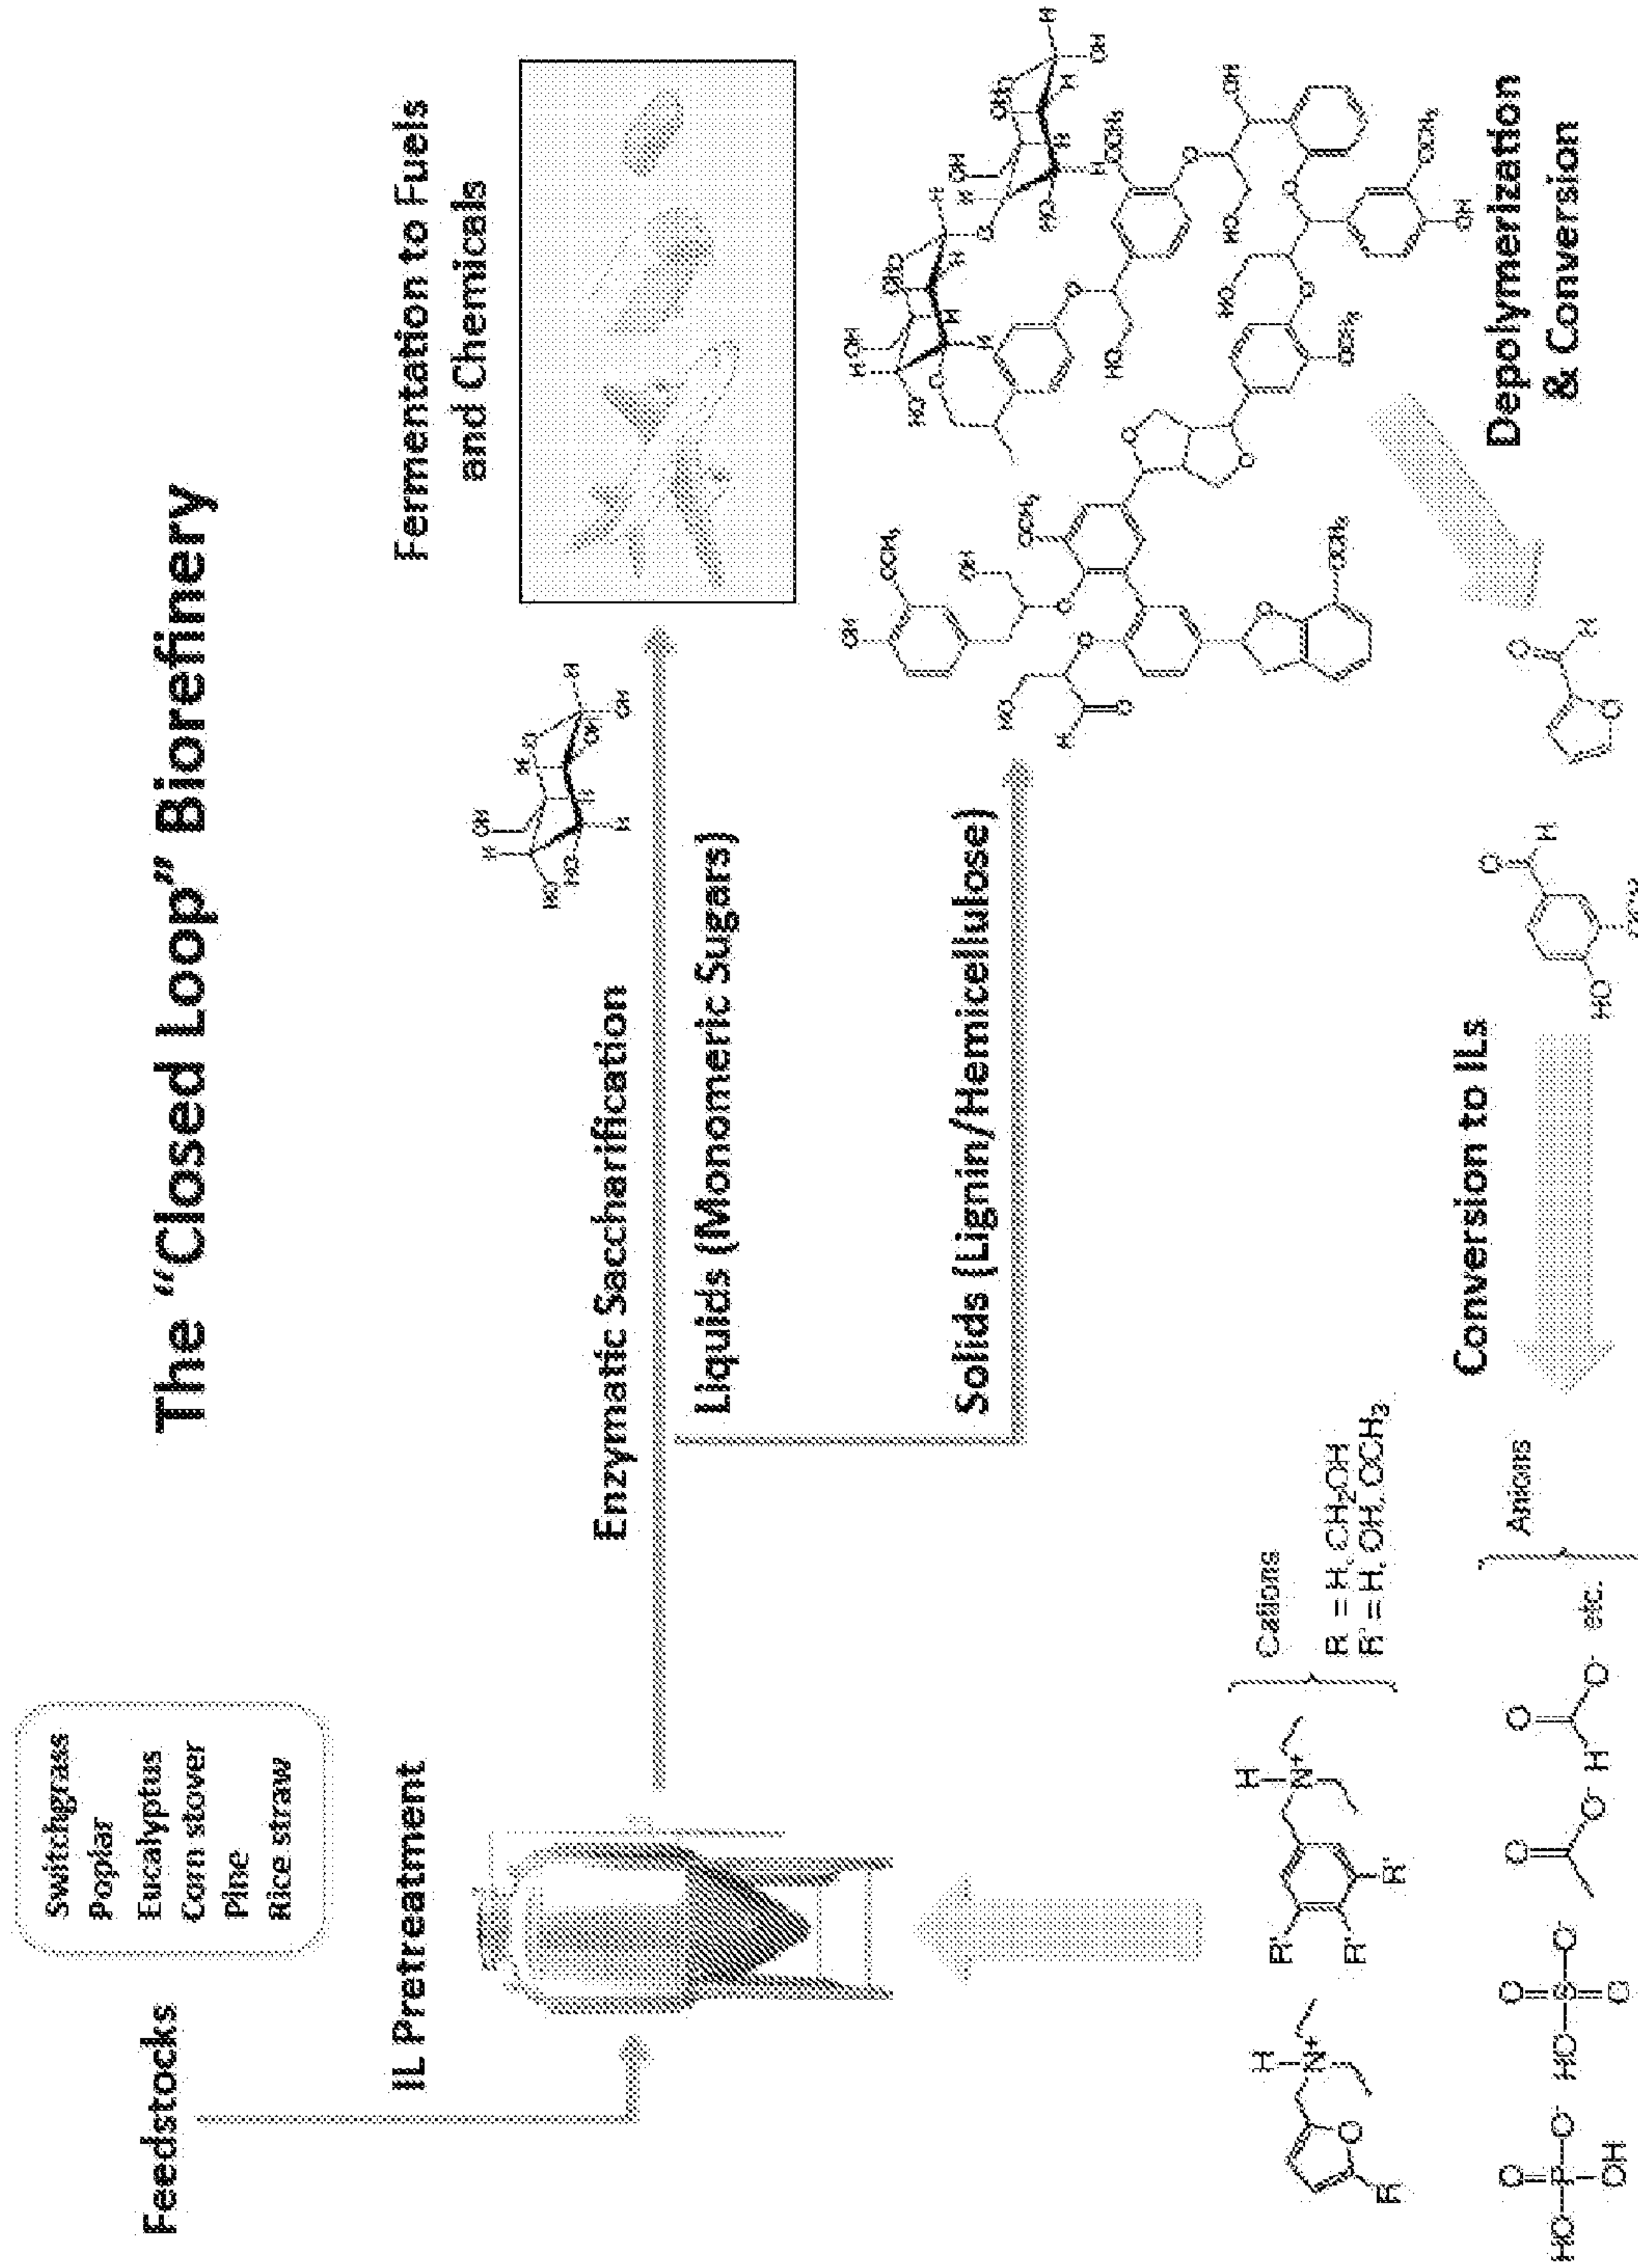 The "Closed Loop" Biorefinery
Feedstocks
Switchgrass
Poplar
Eucalyptus
Corn stover
Pine
Rice straw
IL Pretreatment
Enzymatic Saccharification
Liquids (Monomeric Sugars)
Solids (Lignin/Hemicellulose)
Fermentation to Fuels
and Chemicals
Depolymerization
& Conversion
Conversion to ILs
Cations
R = H, CH2OH
R' = H, OH, OCH3
Anions
etc.